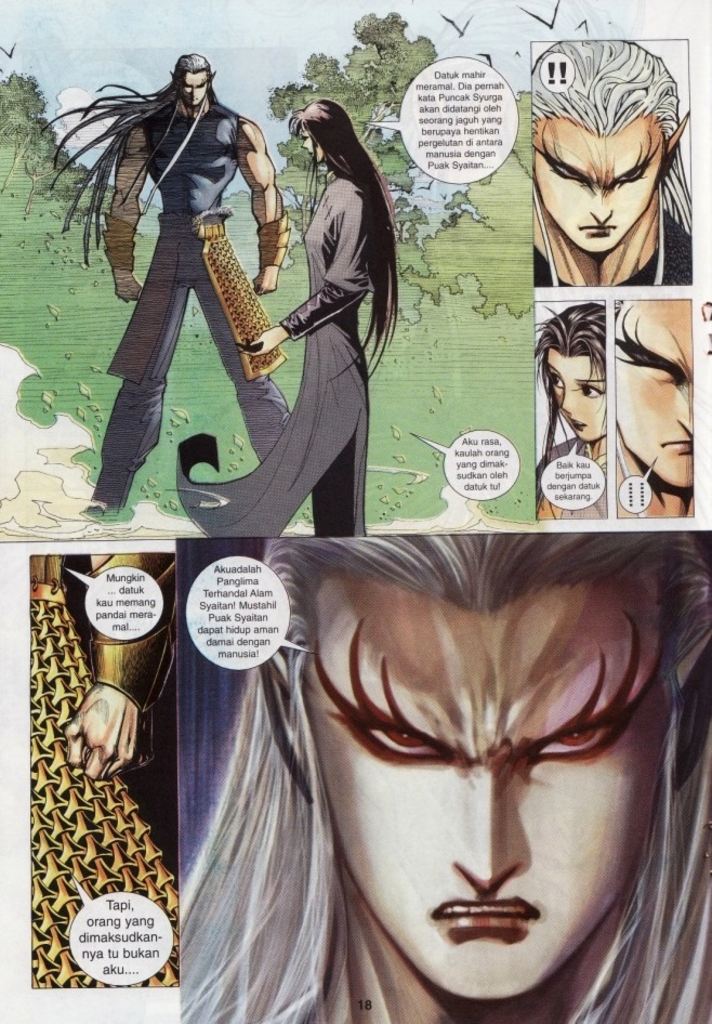 Datuk mahir
meramal. Dia pernah
kata Puncak Syurga
akan didatangi oleh
seorang jaguh yang
berupaya hentikan
pergelutan di antara
manusia dengan
Puak Syaitan....
!!
Aku rasa,
kaulah orang
yang dimak-
sudkan oleh
datuk tu!
Baik kau
berjumpa
dengan datuk
sekarang.
Mungkin
... datuk
kau memang
pandai mera-
mal....
Tapi,
orang yang
dimaksudkan-
nya tu bukan
aku....
Akuadalah
Panglima
Terhandal Alam
Syaitan! Mustahil
Puak Syaitan
dapat hidup aman
damai dengan
manusia!
18